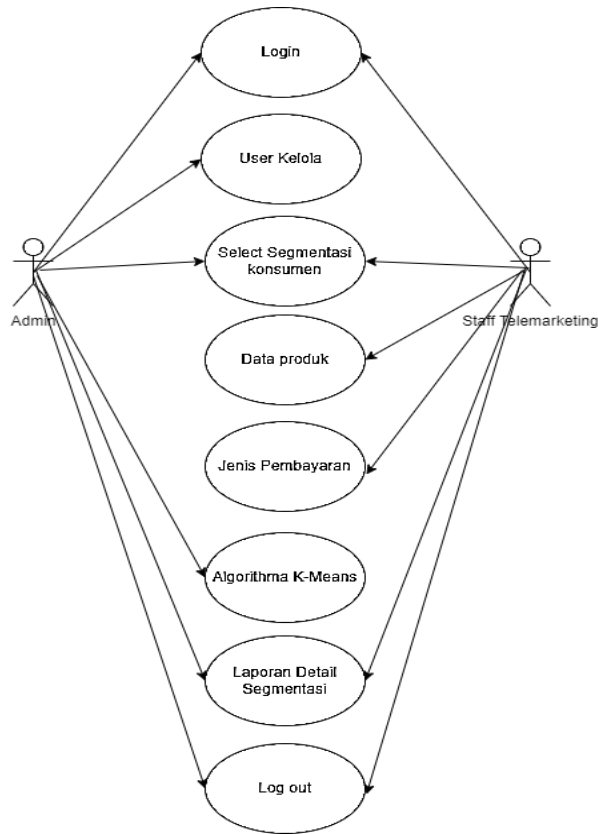 Login
User Kelola
Select Segmentasi
konsumen
Admin
Staff Telemarketing
Data produk
Jenis Pembayaran
Algorithma K-Means
Laporan Detail
Segmentasi
Log out